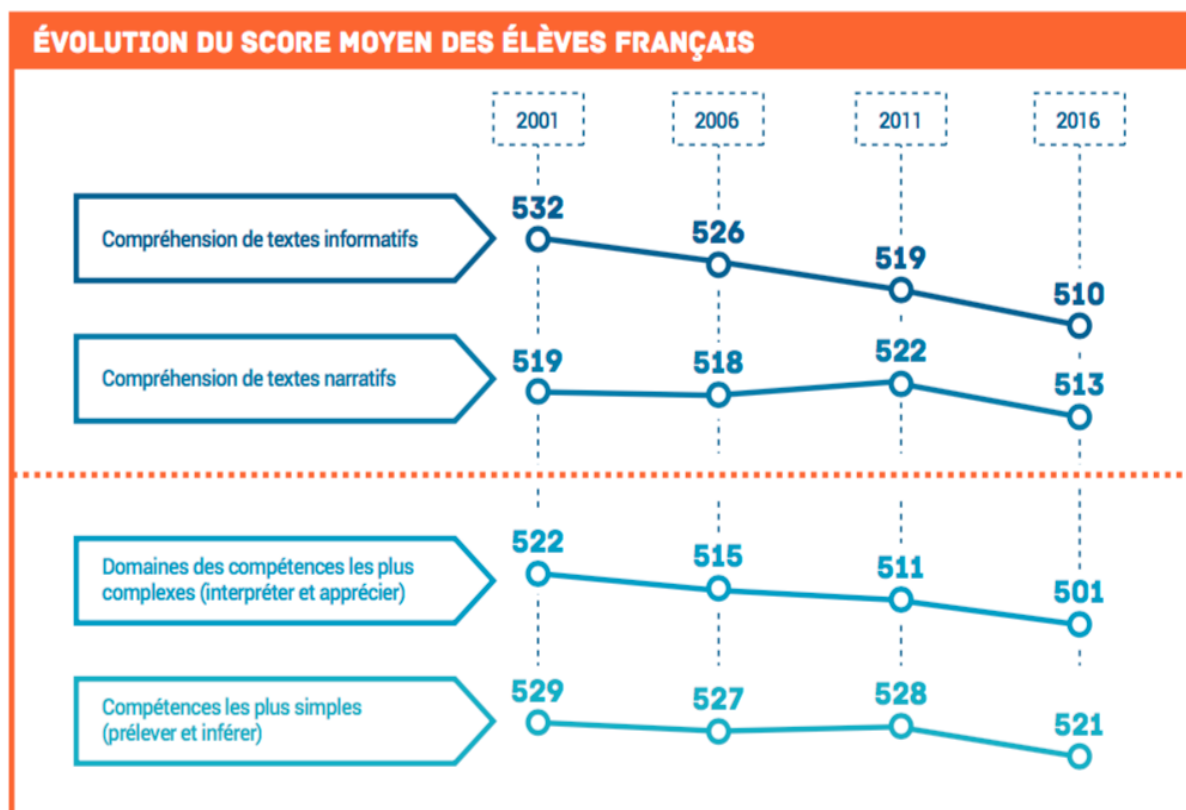 ÉVOLUTION DU SCORE MOYEN DES ÉLÈVES FRANÇAIS
2001 2006 2011 2016
Compréhension de textes informatifs
532 526 519 510
Compréhension de textes narratifs
519 518 522 513
Domaines des compétences les plus
complexes (interpréter et apprécier)
522 515 511 501
Compétences les plus simples
(prélever et inférer)
529 527 528 521